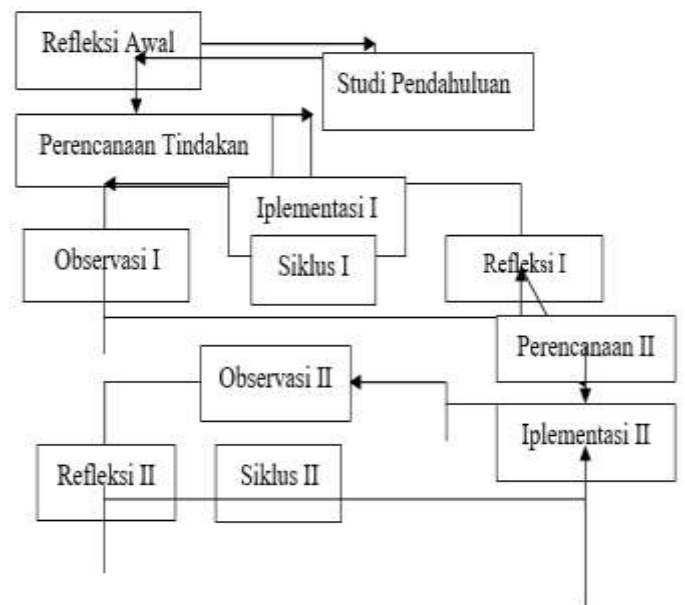 Refleksi Awal
Studi Pendahuluan
Perencanaan Tindakan
Iplementasi I
Observasi I
Siklus I
Refleksi I
Perencanaan II
Observasi II
Iplementasi II
Refleksi II
Siklus II